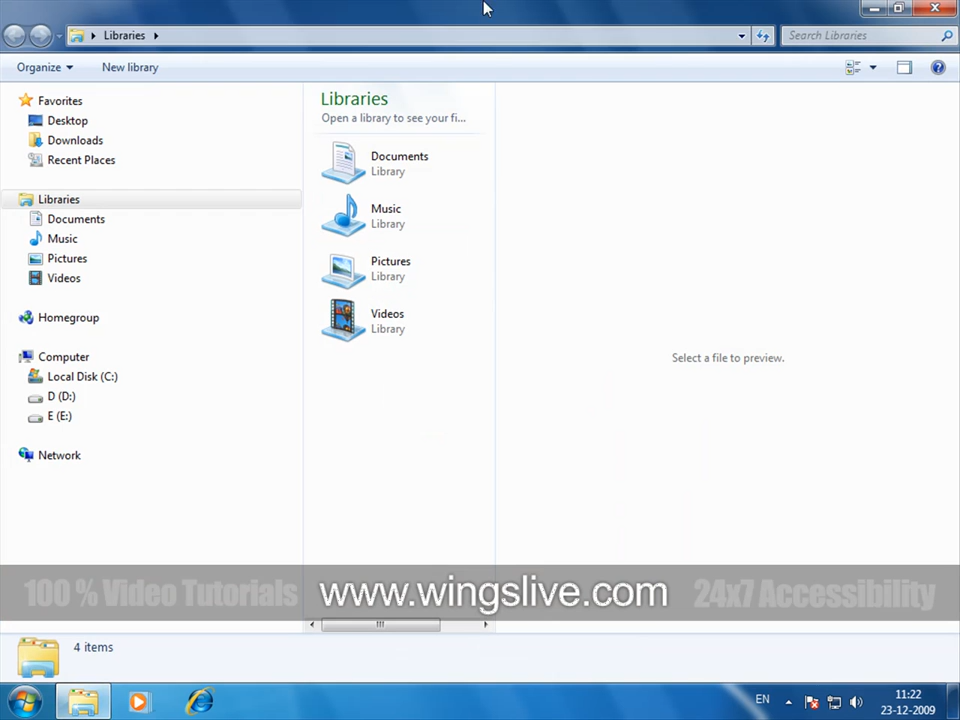 Libraries
Search Libraries
Organize
New library
Favorites
Desktop
Downloads
Recent Places
Libraries
Documents
Music
Pictures
Videos
Homegroup
Computer
Local Disk (C:)
D (D:)
E (E:)
Network
Libraries
Open a library to see your fi...
Documents
Library
Music
Library
Pictures
Library
Videos
Library
Select a file to preview.
100 % Video Tutorials www.wingslive.com 24x7 Accessibility
4 items
EN
11:22
23-12-2009